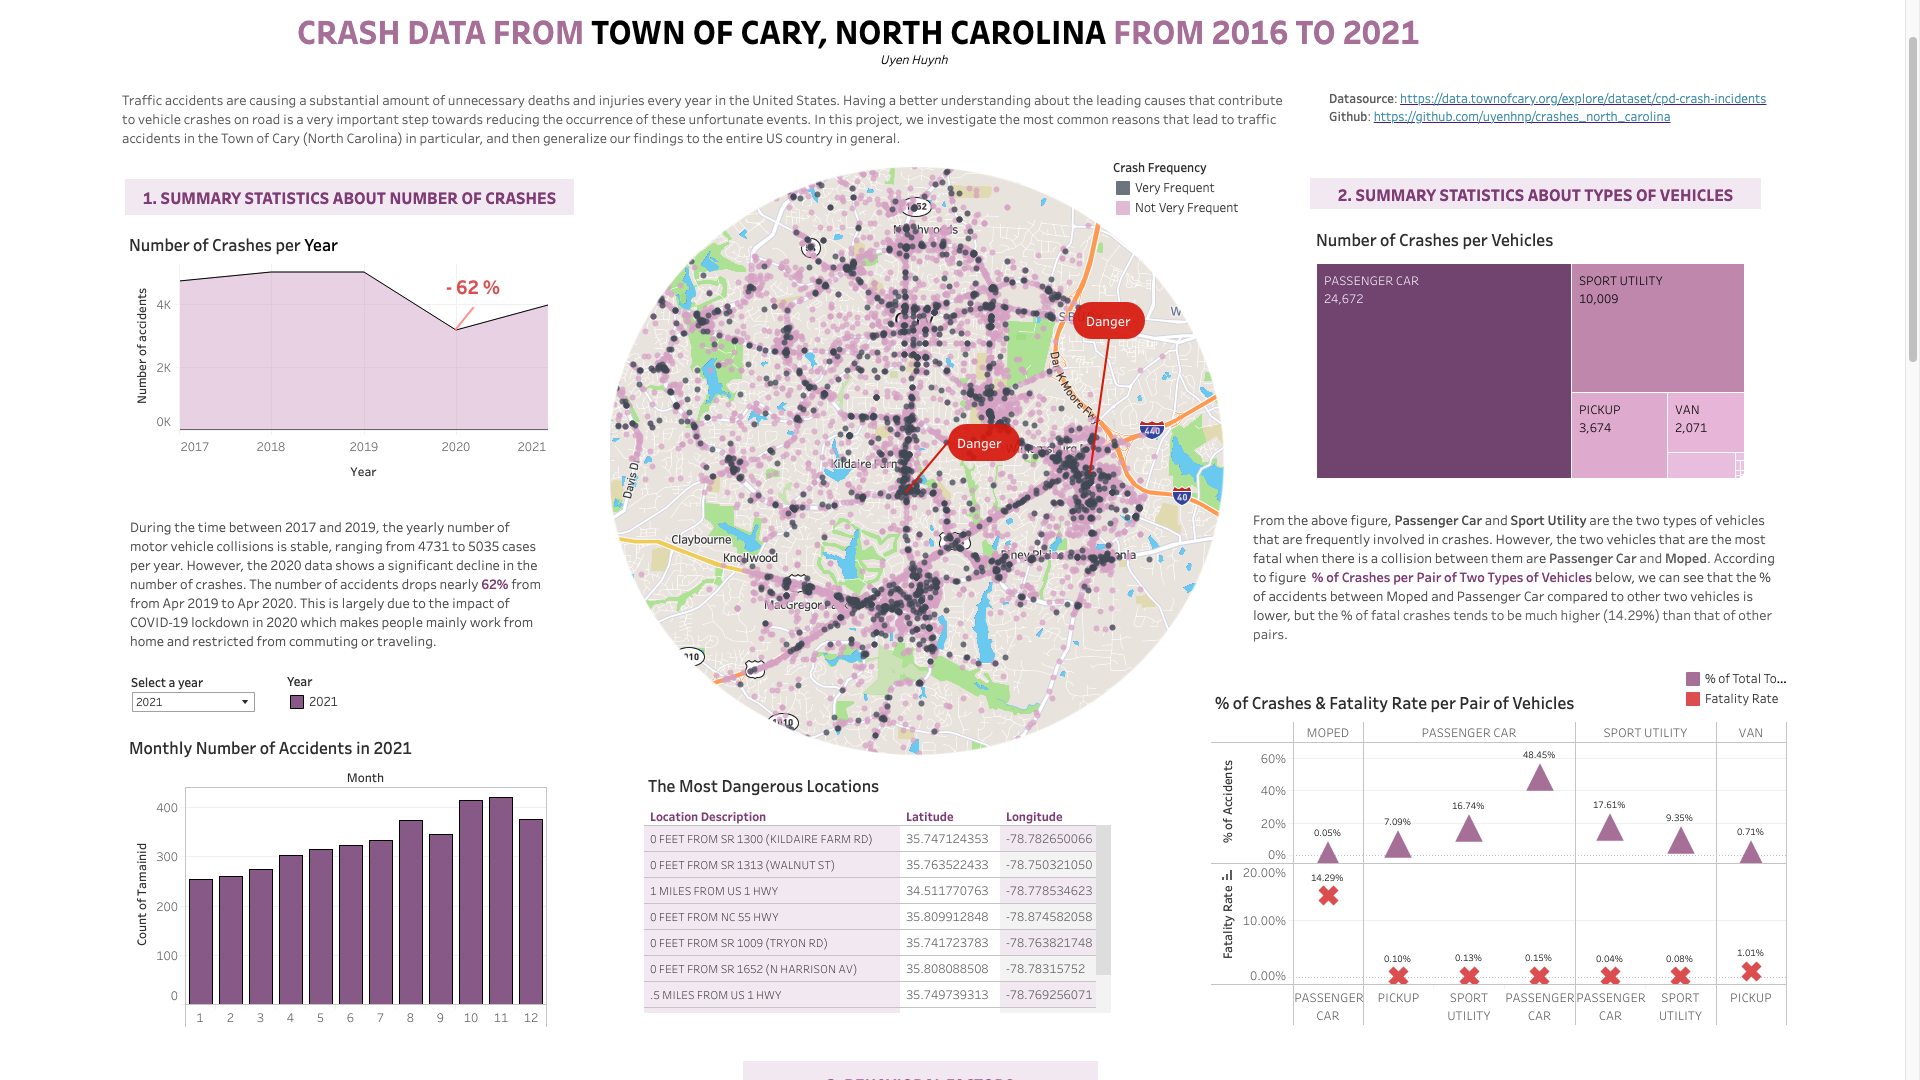 CRASH DATA FROM TOWN OF CARY, NORTH CAROLINA FROM 2016 TO 2021
Uyen Huynh
Traffic accidents are causing a substantial amount of unnecessary deaths and injuries every year in the United States. Having a better understanding about the leading causes that contribute
to vehicle crashes on road is a very important step towards reducing the occurrence of these unfortunate events. In this project, we investigate the most common reasons that lead to traffic
accidents in the Town of Cary (North Carolina) in particular, and then generalize our findings to the entire US country in general.
Datasource: https://data.townofcary.org/explore/dataset/cpd-crash-incidents
Github: https://github.com/uyenhnp/crashes_north_carolina
1. SUMMARY STATISTICS ABOUT NUMBER OF CRASHES
Number of Crashes per Year
Number of accidents
4K
2K
0K
- 62 %
2017 2018 2019 2020 2021
Year
During the time between 2017 and 2019, the yearly number of
motor vehicle collisions is stable, ranging from 4731 to 5035 cases
per year. However, the 2020 data shows a significant decline in the
number of crashes. The number of accidents drops nearly 62% from
from Apr 2019 to Apr 2020. This is largely due to the impact of
COVID-19 lockdown in 2020 which makes people mainly work from
home and restricted from commuting or traveling.
Select a year
2021
Year
2021
Monthly Number of Accidents in 2021
Month
Count of Tamainid
400
300
200
100
0
1 2 3 4 5 6 7 8 9 10 11 12
Crash Frequency
Very Frequent
Not Very Frequent
Danger
Danger
Kildaire Farm
Davis D
K Moore Fwy
440
40
Claybourne
Knollwood
The Most Dangerous Locations
Location Description Latitude Longitude
0 FEET FROM SR 1300 (KILDAIRE FARM RD) 35.747124353 -78.782650066
0 FEET FROM SR 1313 (WALNUT ST) 35.763522433 -78.750321050
1 MILES FROM US 1 HWY 34.511770763 -78.778534623
0 FEET FROM NC 55 HWY 35.809912848 -78.874582058
0 FEET FROM SR 1009 (TRYON RD) 35.741723783 -78.763821748
0 FEET FROM SR 1652 (N HARRISON AV) 35.808088508 -78.78315752
.5 MILES FROM US 1 HWY 35.749739313 -78.769256071
2. SUMMARY STATISTICS ABOUT TYPES OF VEHICLES
Number of Crashes per Vehicles
PASSENGER CAR
24,672
SPORT UTILITY
10,009
PICKUP
3,674
VAN
2,071
From the above figure, Passenger Car and Sport Utility are the two types of vehicles
that are frequently involved in crashes. However, the two vehicles that are the most
fatal when there is a collision between them are Passenger Car and Moped. According
to figure % of Crashes per Pair of Two Types of Vehicles below, we can see that the %
of accidents between Moped and Passenger Car compared to other two vehicles is
lower, but the % of fatal crashes tends to be much higher (14.29%) than that of other
pairs.
% of Total To...
Fatality Rate
% of Crashes & Fatality Rate per Pair of Vehicles
MOPED PASSENGER CAR SPORT UTILITY VAN
% of Accidents
60%
40%
20%
0%
0.05% 7.09% 16.74% 48.45% 17.61% 9.35% 0.71%
Fatality Rate
20.00%
10.00%
0.00%
14.29% 0.10% 0.13% 0.15% 0.04% 0.08% 1.01%
PASSENGER PICKUP SPORT PASSENGER PASSENGER SPORT PICKUP
CAR UTILITY CAR CAR UTILITY